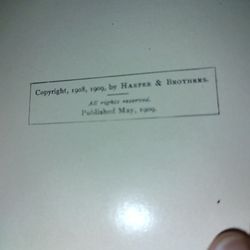 Copyright, 1908, 1909, by HARPER & BROTHERS.
All rights reserved.
Published May, 1909.